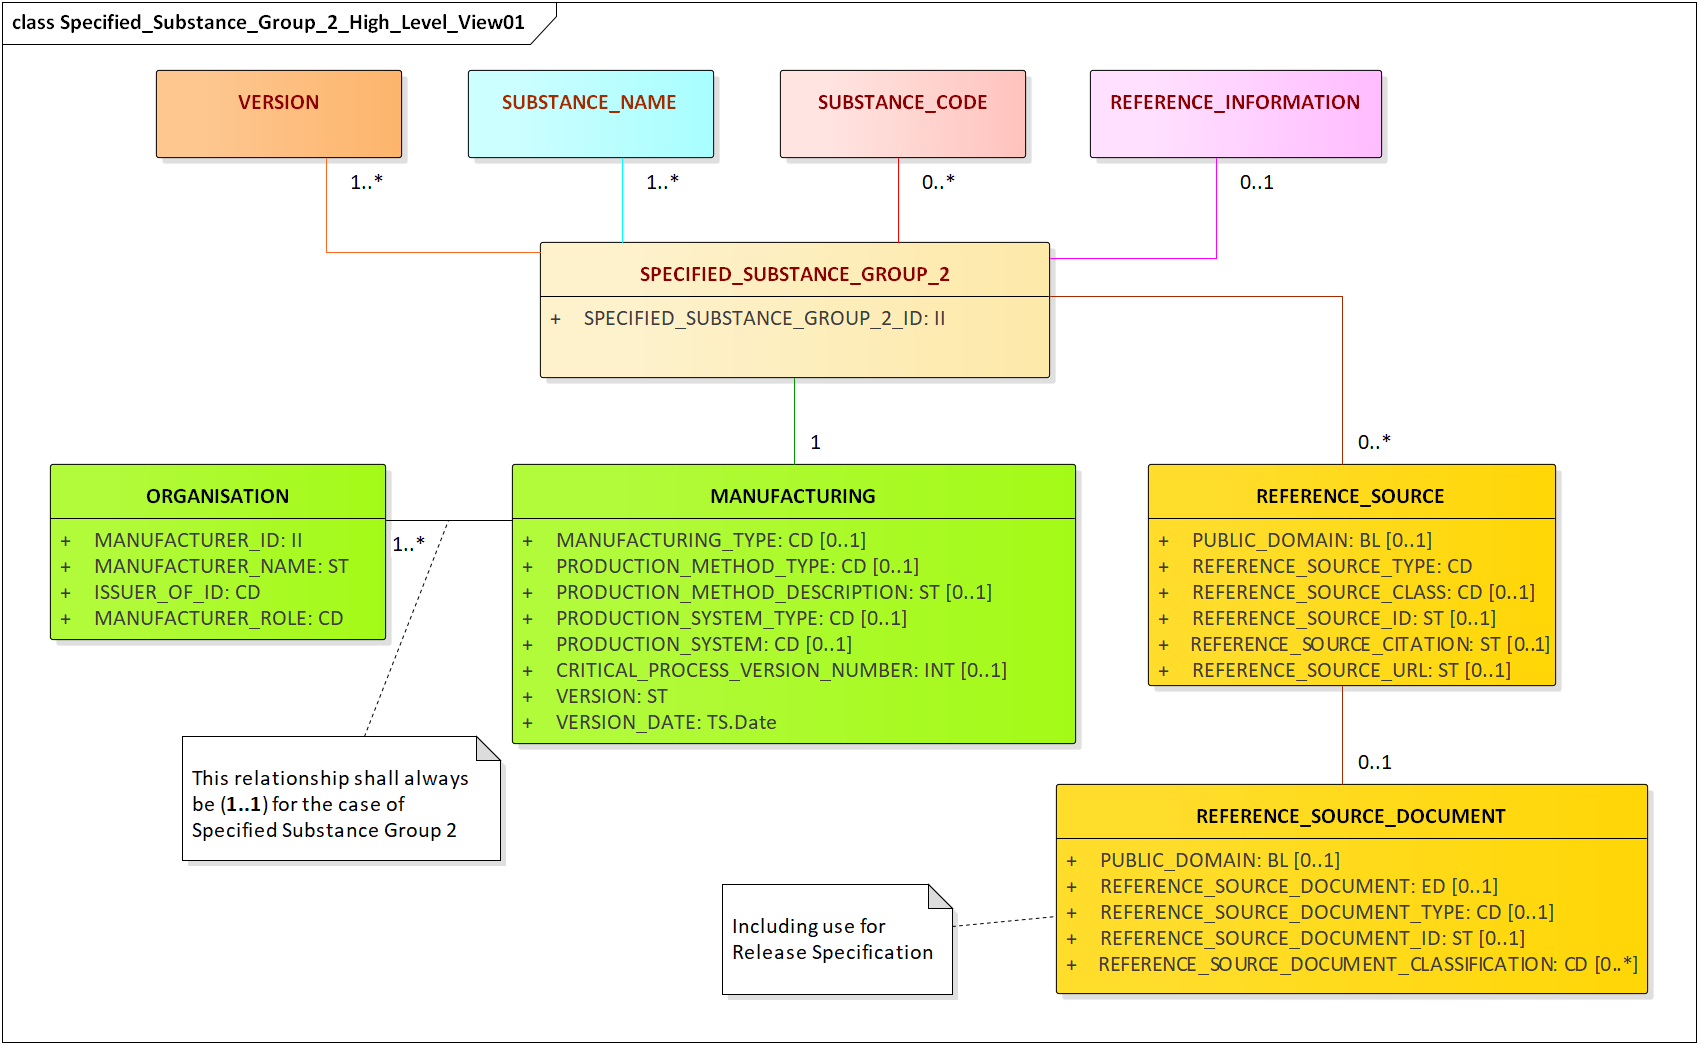 class Specified_Substance_Group_2_High_Level_View01
VERSION
SUBSTANCE_NAME
SUBSTANCE_CODE
REFERENCE_INFORMATION
1..*
1..*
0..*
0..1
SPECIFIED_SUBSTANCE_GROUP_2
+ SPECIFIED_SUBSTANCE_GROUP_2_ID: II
1
0..*
ORGANISATION
+ MANUFACTURER_ID: II
+ MANUFACTURER_NAME: ST
+ ISSUER_OF_ID: CD
+ MANUFACTURER_ROLE: CD
1..*
MANUFACTURING
+ MANUFACTURING_TYPE: CD [0..1]
+ PRODUCTION_METHOD_TYPE: CD [0..1]
+ PRODUCTION_METHOD_DESCRIPTION: ST [0..1]
+ PRODUCTION_SYSTEM_TYPE: CD [0..1]
+ PRODUCTION_SYSTEM: CD [0..1]
+ CRITICAL_PROCESS_VERSION_NUMBER: INT [0..1]
+ VERSION: ST
+ VERSION_DATE: TS.Date
REFERENCE_SOURCE
+ PUBLIC_DOMAIN: BL [0..1]
+ REFERENCE_SOURCE_TYPE: CD
+ REFERENCE_SOURCE_CLASS: CD [0..1]
+ REFERENCE_SOURCE_ID: ST [0..1]
+ REFERENCE_SOURCE_CITATION: ST [0..1]
+ REFERENCE_SOURCE_URL: ST [0..1]
This relationship shall always
be (1..1) for the case of
Specified Substance Group 2
0..1
REFERENCE_SOURCE_DOCUMENT
+ PUBLIC_DOMAIN: BL [0..1]
+ REFERENCE_SOURCE_DOCUMENT: ED [0..1]
+ REFERENCE_SOURCE_DOCUMENT_TYPE: CD [0..1]
+ REFERENCE_SOURCE_DOCUMENT_ID: ST [0..1]
+ REFERENCE_SOURCE_DOCUMENT_CLASSIFICATION: CD [0..*]
Including use for
Release Specification